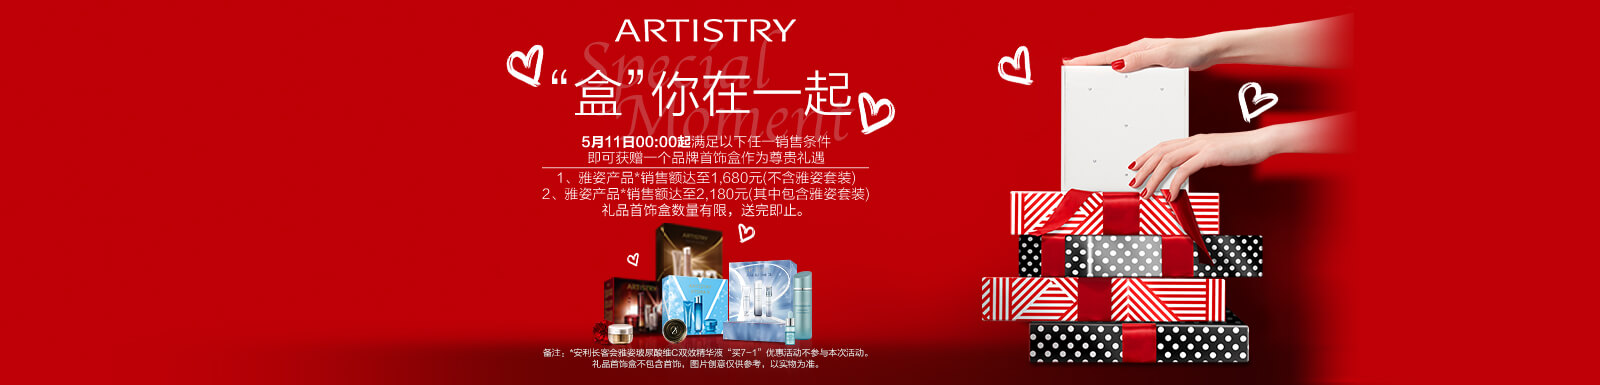 ARTISTRY
Special
Moment
“盒”你在一起
5月11日00:00起满足以下任一销售条件
即可获赠一个品牌首饰盒作为尊贵礼遇
1、雅姿产品*销售额达至1,680元(不含雅姿套装)
2、雅姿产品*销售额达至2,180元(其中包含雅姿套装)
礼品首饰盒数量有限，送完即止。
ARTISTRY
ARTISTRY
备注：*安利长客会雅姿玻尿酸维C双效精华液“买7-1”优惠活动不参与本次活动。
礼品首饰盒不包含首饰，图片创意仅供参考，以实物为准。